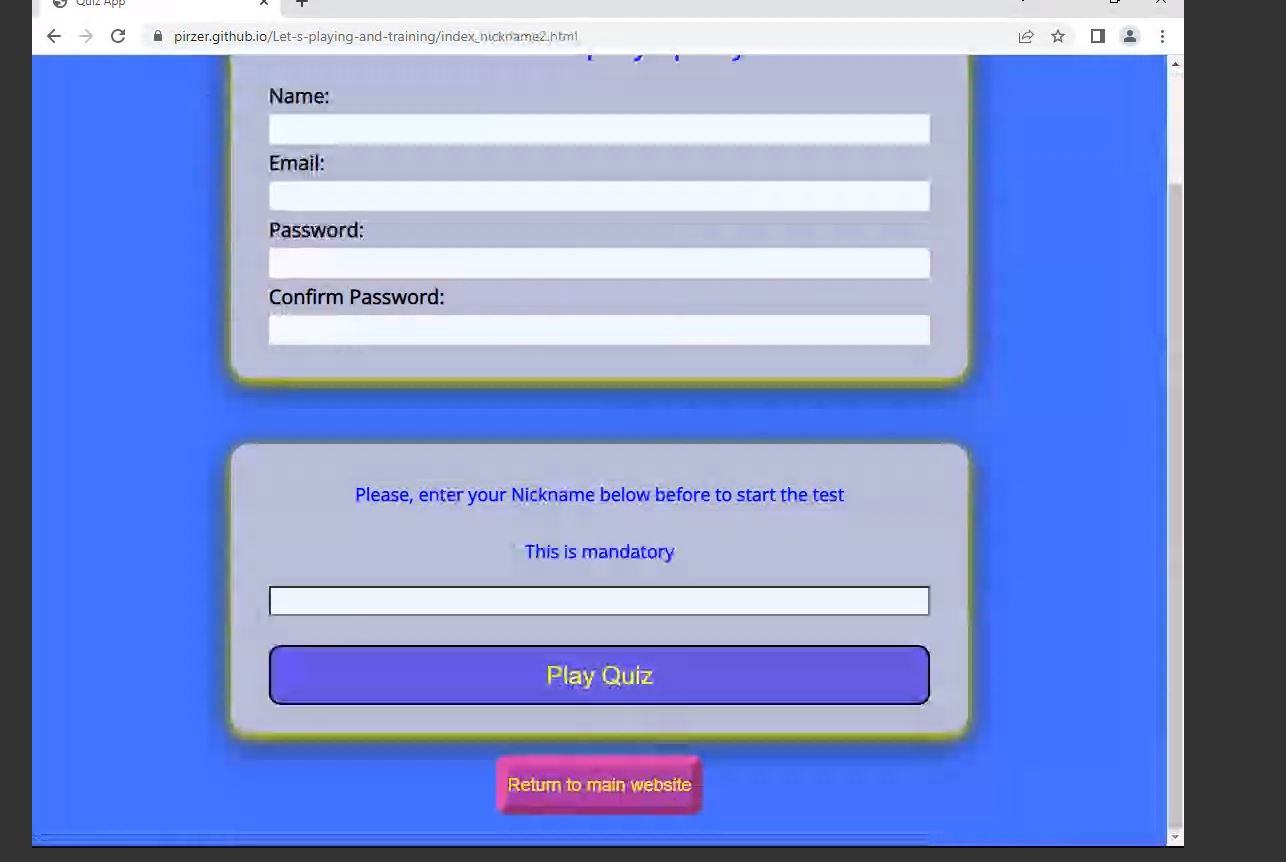 Quiz App
pirzer.github.io/Let-s-playing-and-training/index_nickname2.html
Name:
Email:
Password:
Confirm Password:
Please, enter your Nickname below before to start the test
This is mandatory
Play Quiz
Return to main website